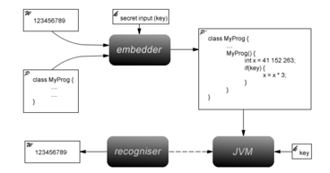 123456789
secret input (key)
embedder
class MyProg {
...
...
}
class MyProg {
...
MyProg() {
int x = 41 152 263;
if(key) {
x = x * 3;
}
}
}
123456789
recogniser
JVM
key